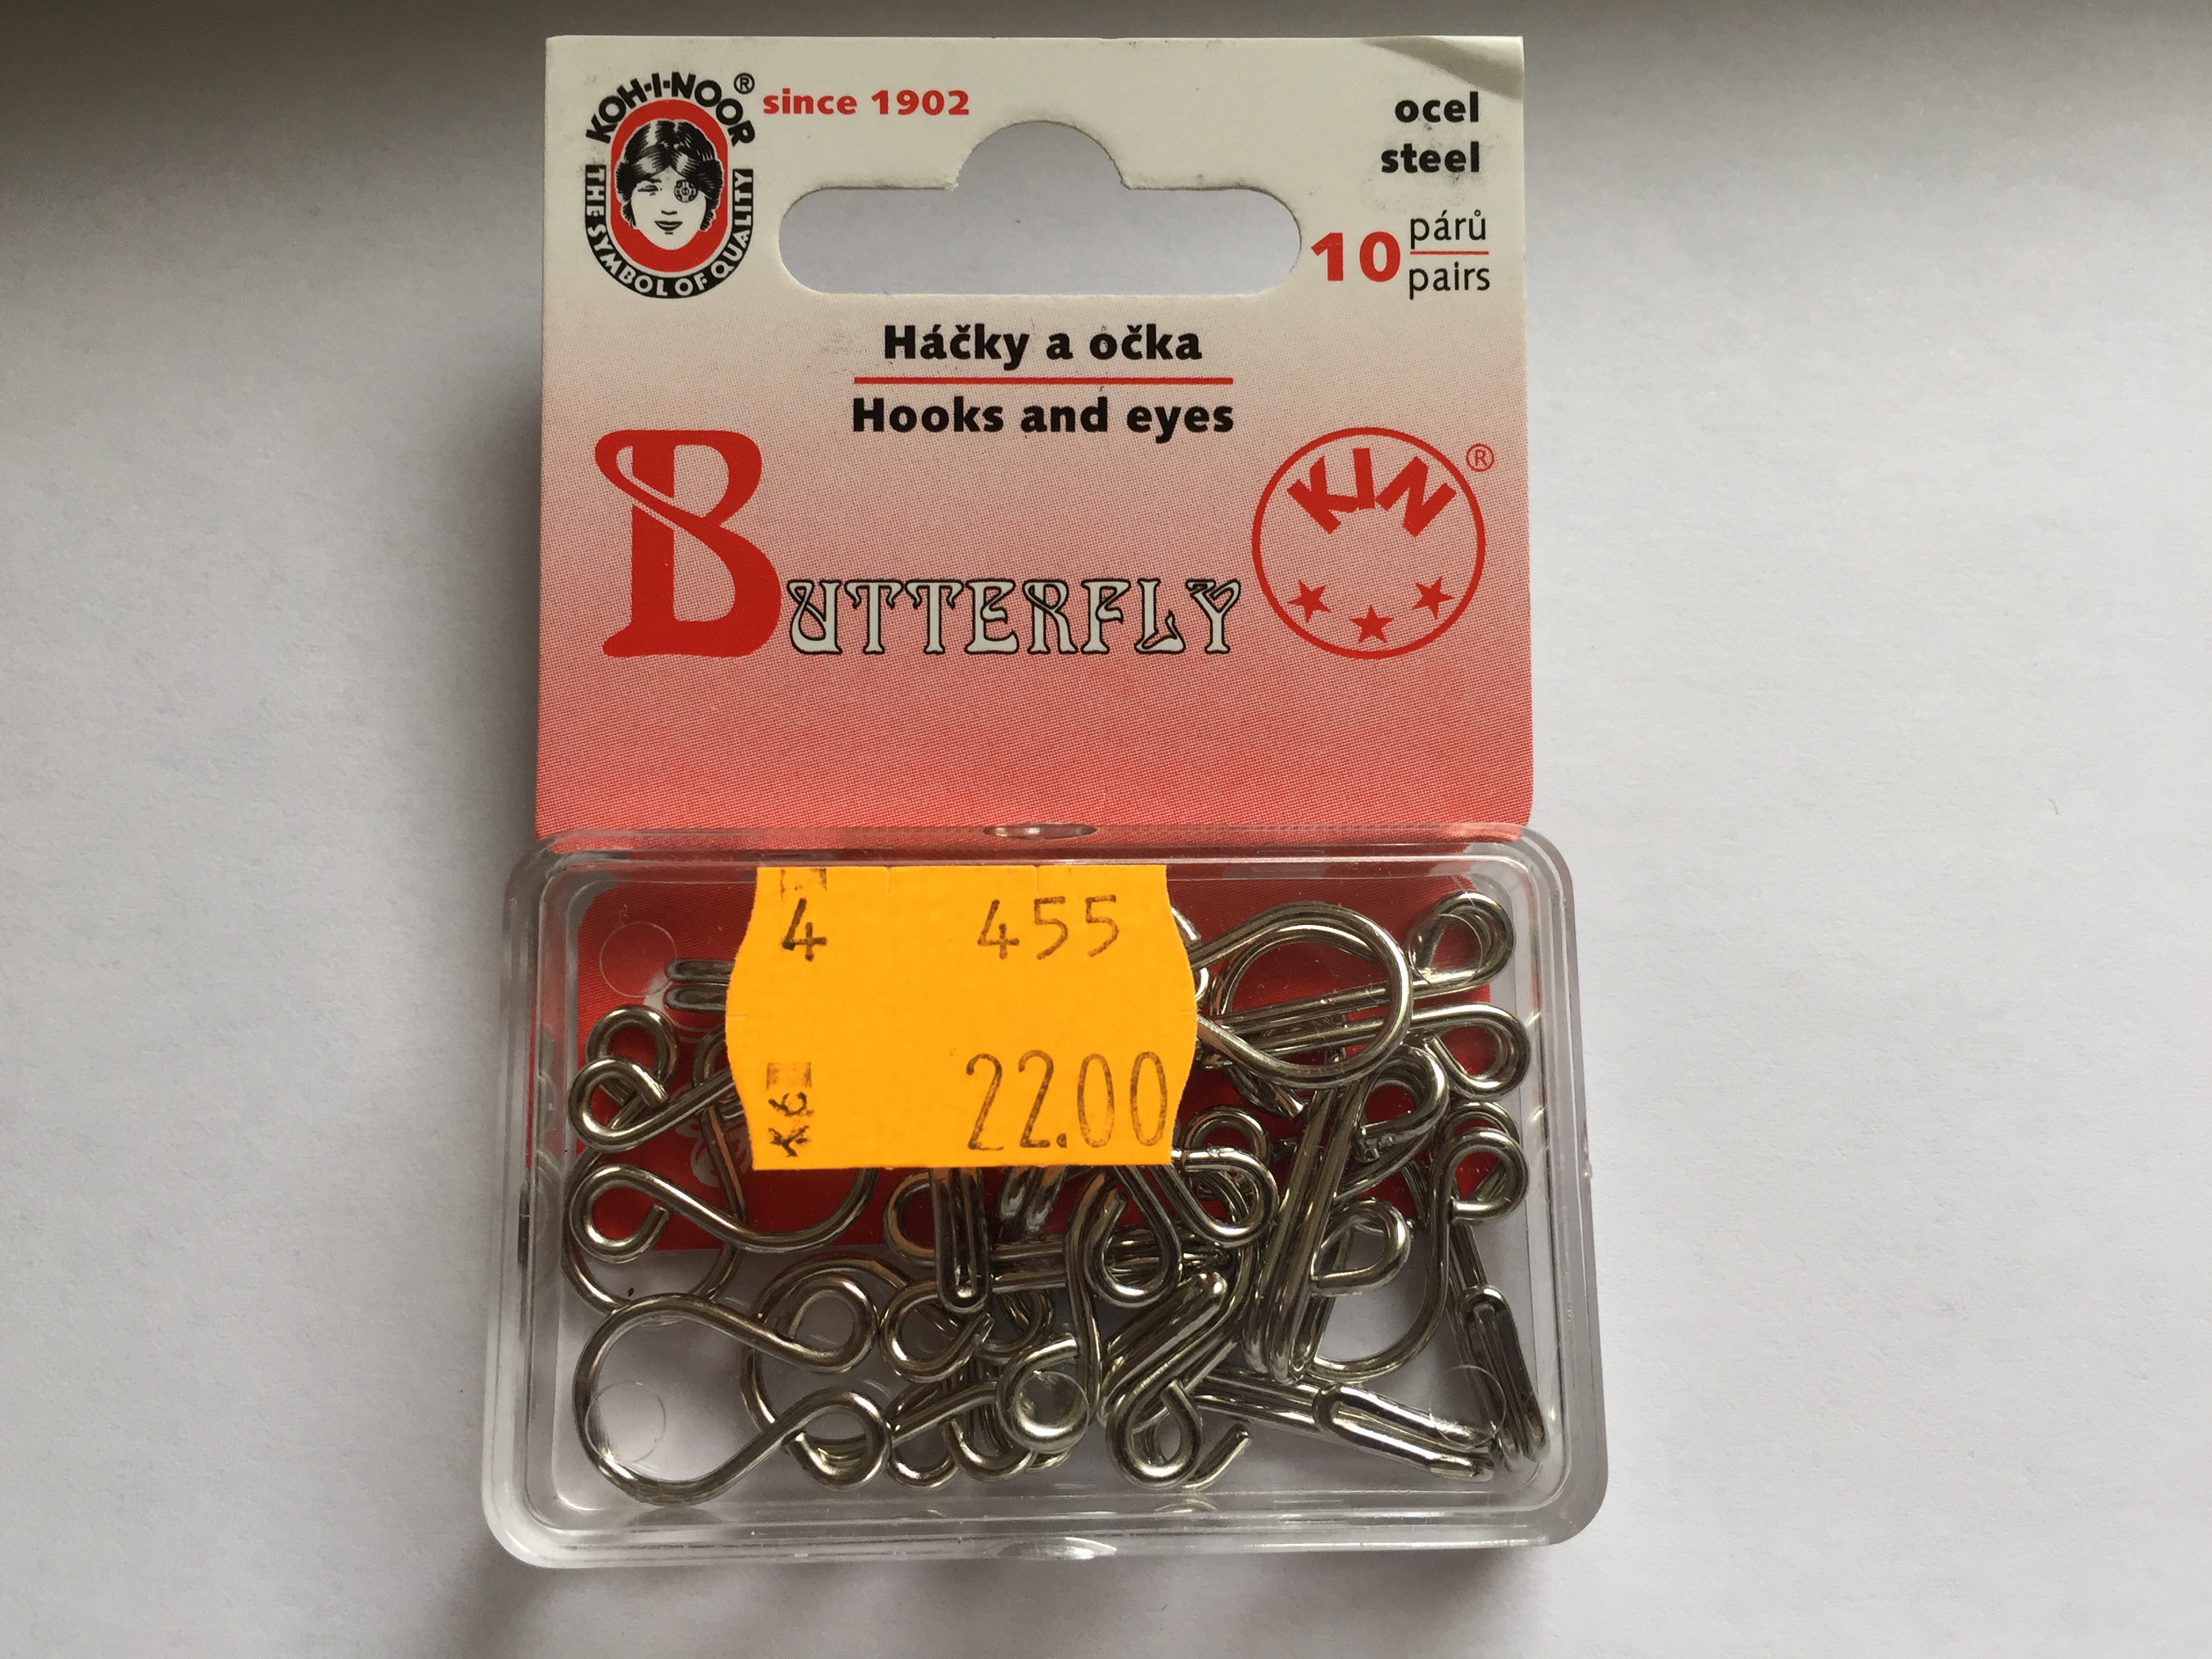 KOH-I-NOOR®
THE SYMBOL OF QUALITY
since 1902
ocel
steel
10 párů
pairs
Háčky a očka
Hooks and eyes
BUTTERFLY
KIN®
4 455
22.00